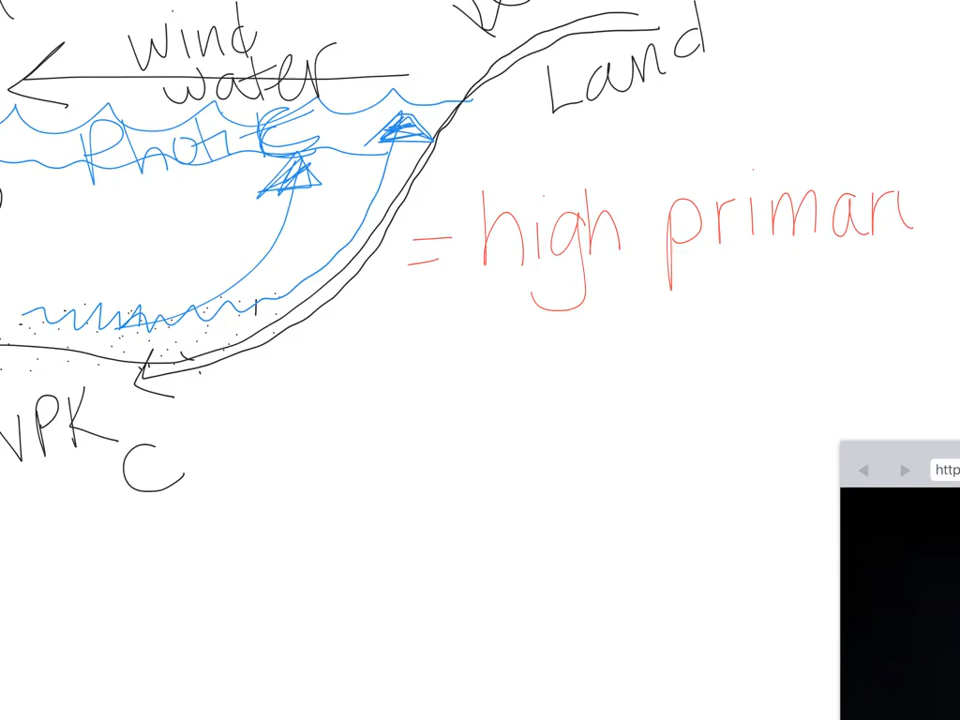 wind
water
Land
Photic
= high primar
NPK
C
http